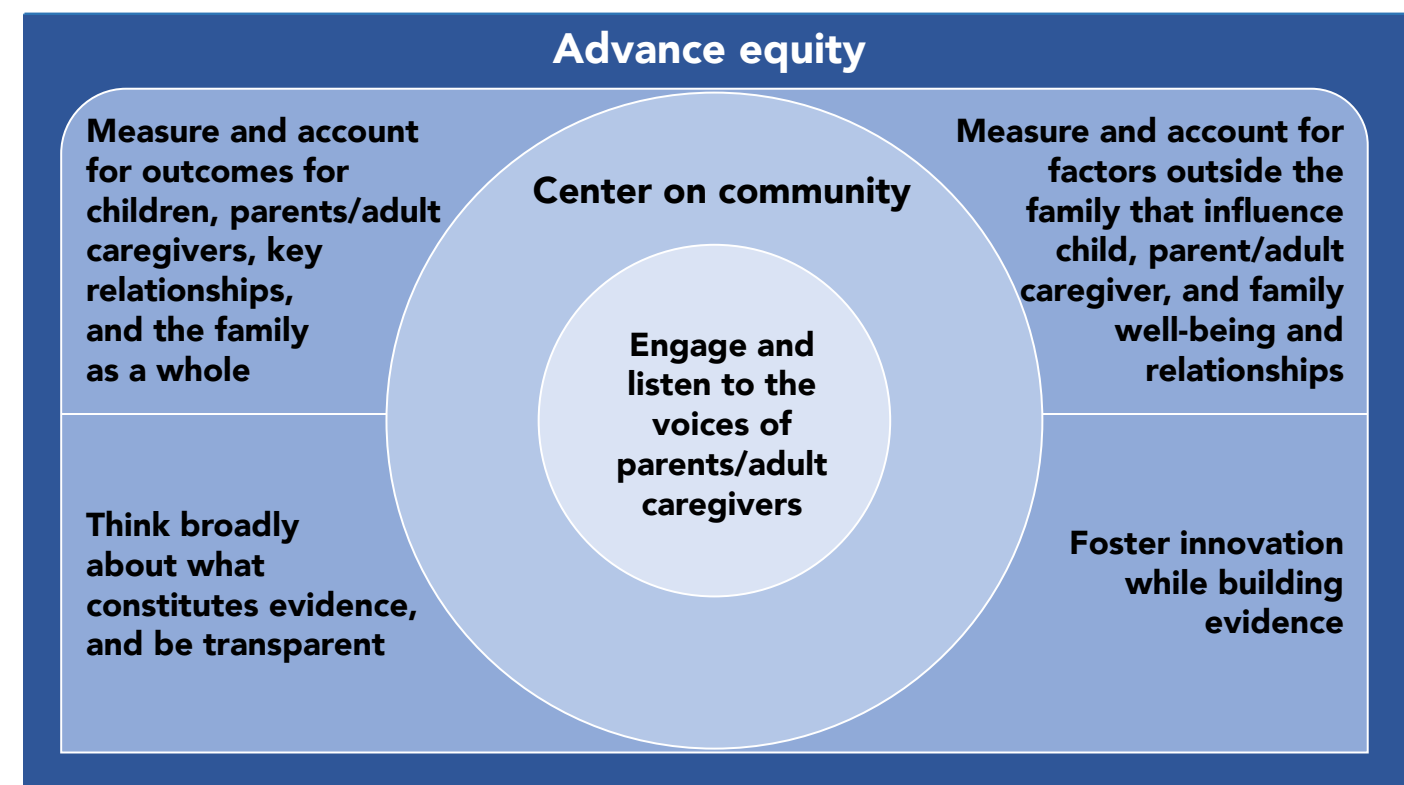 Advance equity
Measure and account
for outcomes for
children, parents/adult
caregivers, key
relationships,
and the family
as a whole
Center on community
Measure and account for
factors outside the
family that influence
child, parent/adult
caregiver, and family
well-being and
relationships
Engage and
listen to the
voices of
parents/adult
caregivers
Think broadly
about what
constitutes evidence,
and be transparent
Foster innovation
while building
evidence